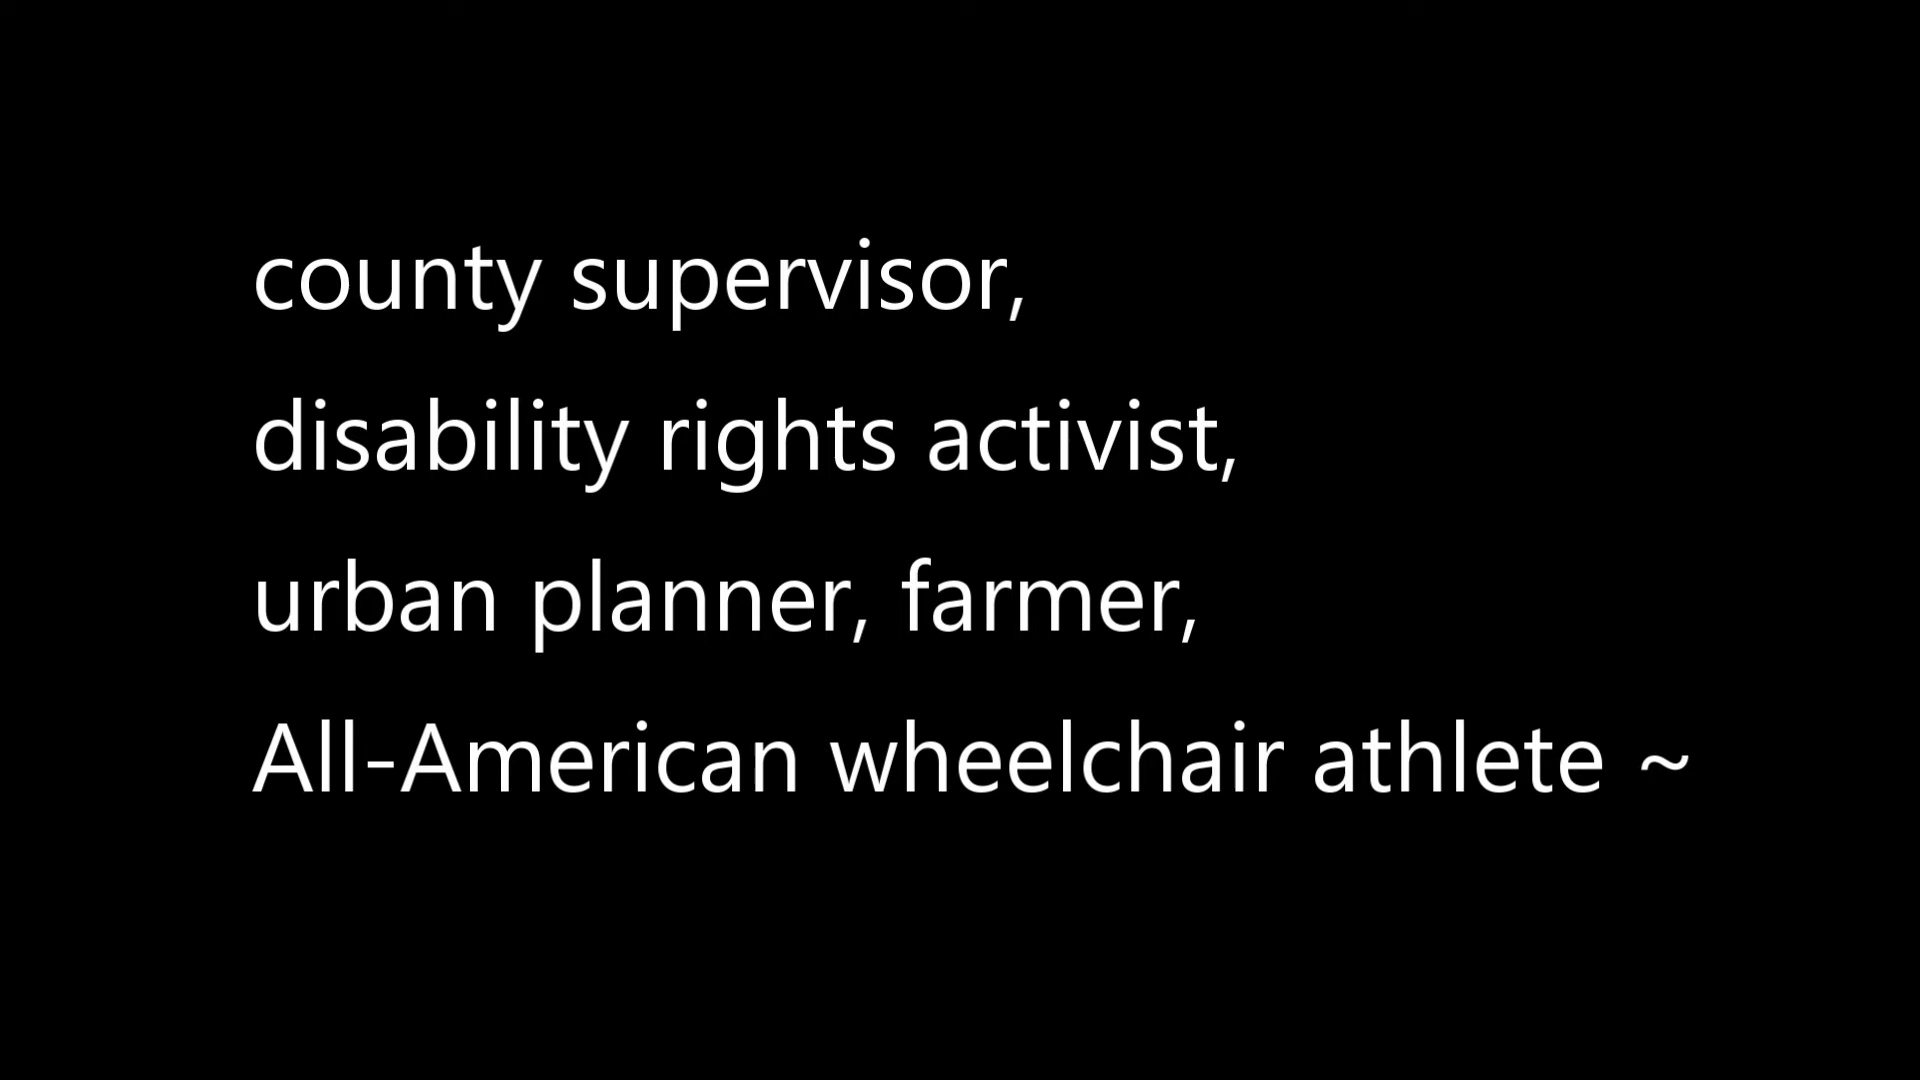 county supervisor,
disability rights activist,
urban planner, farmer,
All-American wheelchair athlete ~